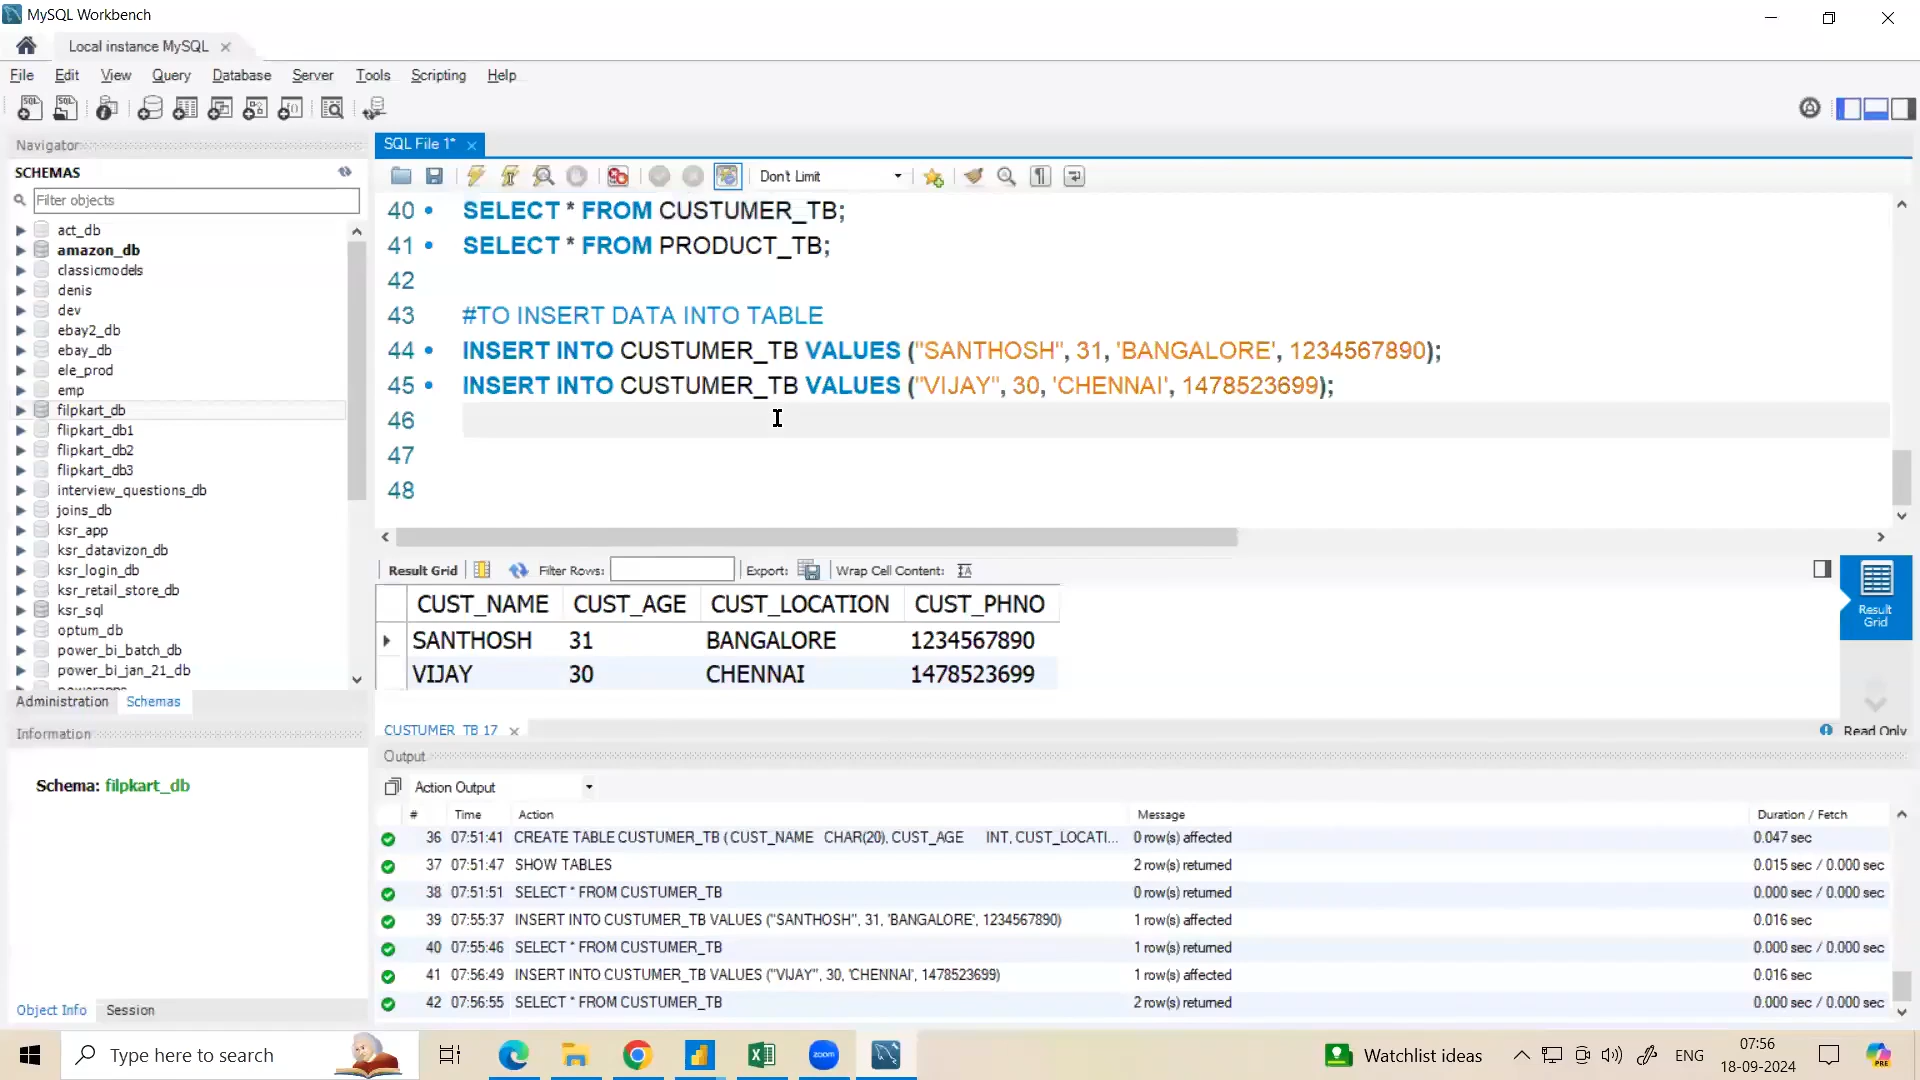 MySQL Workbench
Local instance MySQL
File Edit View Query Database Server Tools Scripting Help
Navigator
SCHEMAS
Filter objects
act_db
amazon_db
classicmodels
denis
dev
ebay2_db
ebay_db
ele_prod
emp
filpkart_db
flipkart_db1
flipkart_db2
flipkart_db3
interview_questions_db
joins_db
ksr_app
ksr_datavizon_db
ksr_login_db
ksr_retail_store_db
ksr_sql
optum_db
power_bi_batch_db
power_bi_jan_21_db
Administration Schemas
Information
Schema: filpkart_db
Object Info Session
SQL File 1*
Don't Limit
40 SELECT * FROM CUSTUMER_TB;
41 SELECT * FROM PRODUCT_TB;
42
43 #TO INSERT DATA INTO TABLE
44 INSERT INTO CUSTUMER_TB VALUES ("SANTHOSH", 31, 'BANGALORE', 1234567890);
45 INSERT INTO CUSTUMER_TB VALUES ("VIJAY", 30, 'CHENNAI', 1478523699);
46
47
48
Result Grid Filter Rows: Export: Wrap Cell Content:
CUST_NAME CUST_AGE CUST_LOCATION CUST_PHNO
SANTHOSH 31 BANGALORE 1234567890
VIJAY 30 CHENNAI 1478523699
Result Grid
CUSTUMER_TB 17
Read Only
Output
Action Output
# Time Action Message Duration / Fetch
36 07:51:41 CREATE TABLE CUSTUMER_TB ( CUST_NAME CHAR(20), CUST_AGE INT, CUST_LOCATI... 0 row(s) affected 0.047 sec
37 07:51:47 SHOW TABLES 2 row(s) returned 0.015 sec / 0.000 sec
38 07:51:51 SELECT * FROM CUSTUMER_TB 0 row(s) returned 0.000 sec / 0.000 sec
39 07:55:37 INSERT INTO CUSTUMER_TB VALUES ("SANTHOSH", 31, 'BANGALORE', 1234567890) 1 row(s) affected 0.016 sec
40 07:55:46 SELECT * FROM CUSTUMER_TB 1 row(s) returned 0.000 sec / 0.000 sec
41 07:56:49 INSERT INTO CUSTUMER_TB VALUES ("VIJAY", 30, 'CHENNAI', 1478523699) 1 row(s) affected 0.016 sec
42 07:56:55 SELECT * FROM CUSTUMER_TB 2 row(s) returned 0.000 sec / 0.000 sec
Type here to search
zoom
Watchlist ideas
ENG
07:56
18-09-2024
PRE